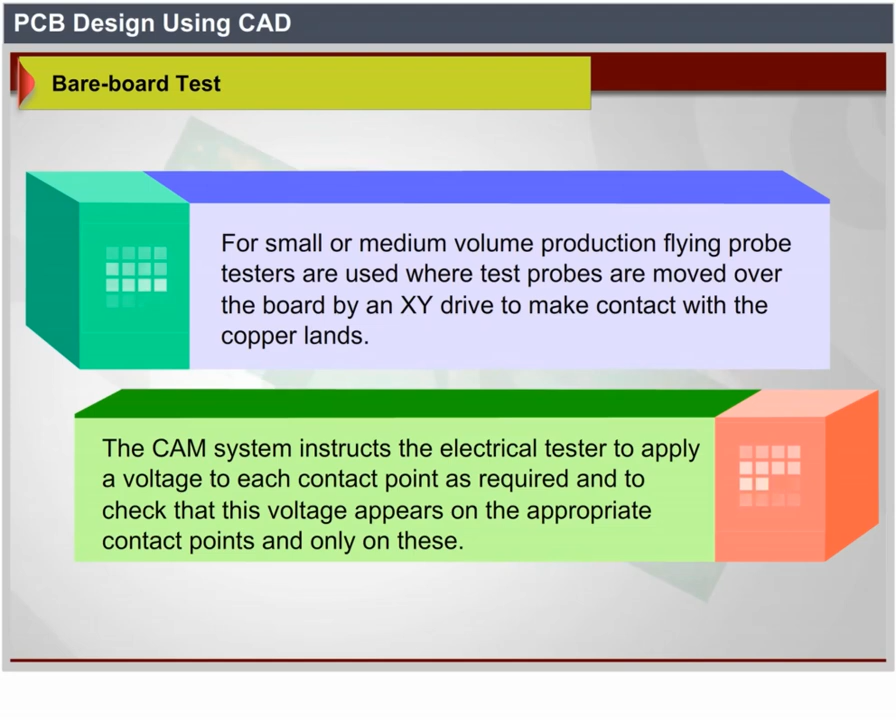 PCB Design Using CAD
Bare-board Test
For small or medium volume production flying probe
testers are used where test probes are moved over
the board by an XY drive to make contact with the
copper lands.
The CAM system instructs the electrical tester to apply
a voltage to each contact point as required and to
check that this voltage appears on the appropriate
contact points and only on these.